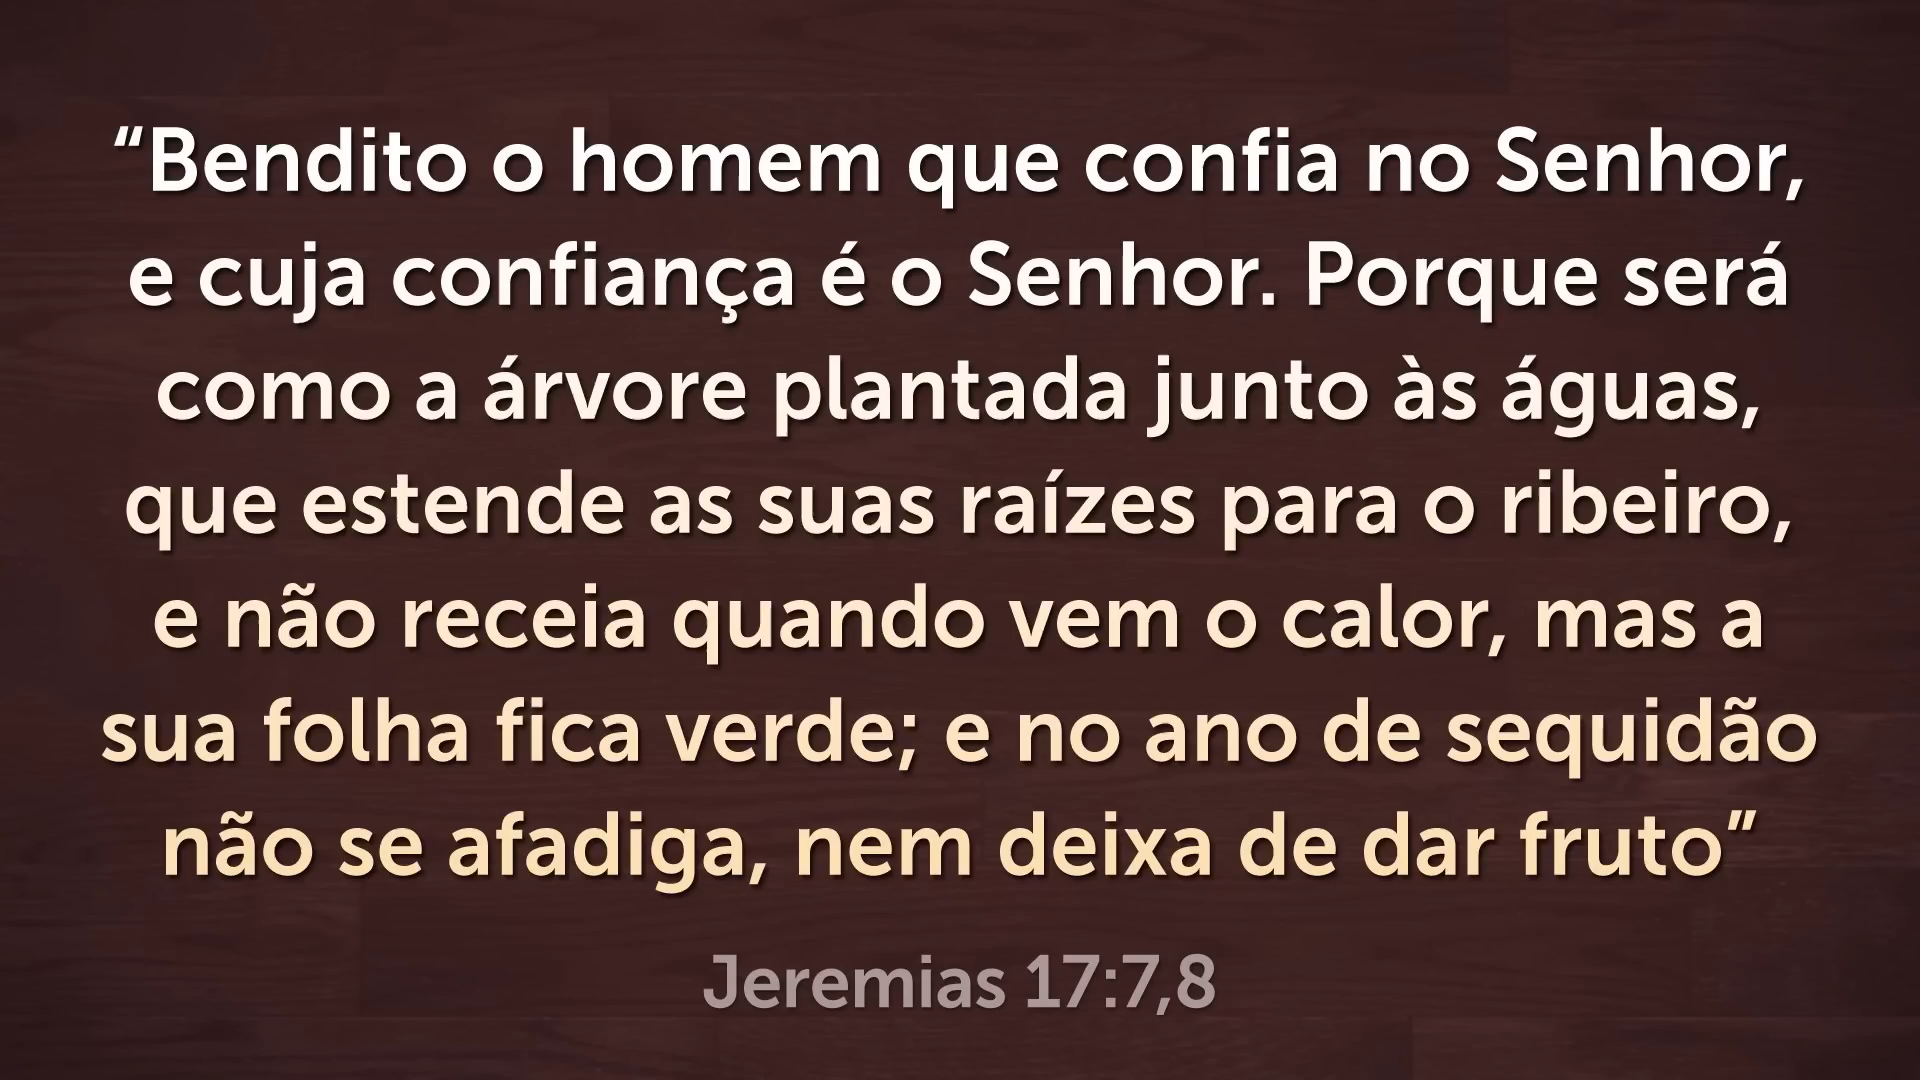 “Bendito o homem que confia no Senhor,
e cuja confiança é o Senhor. Porque será
como a árvore plantada junto às águas,
que estende as suas raízes para o ribeiro,
e não receia quando vem o calor, mas a
sua folha fica verde; e no ano de sequidão
não se afadiga, nem deixa de dar fruto”
Jeremias 17:7,8